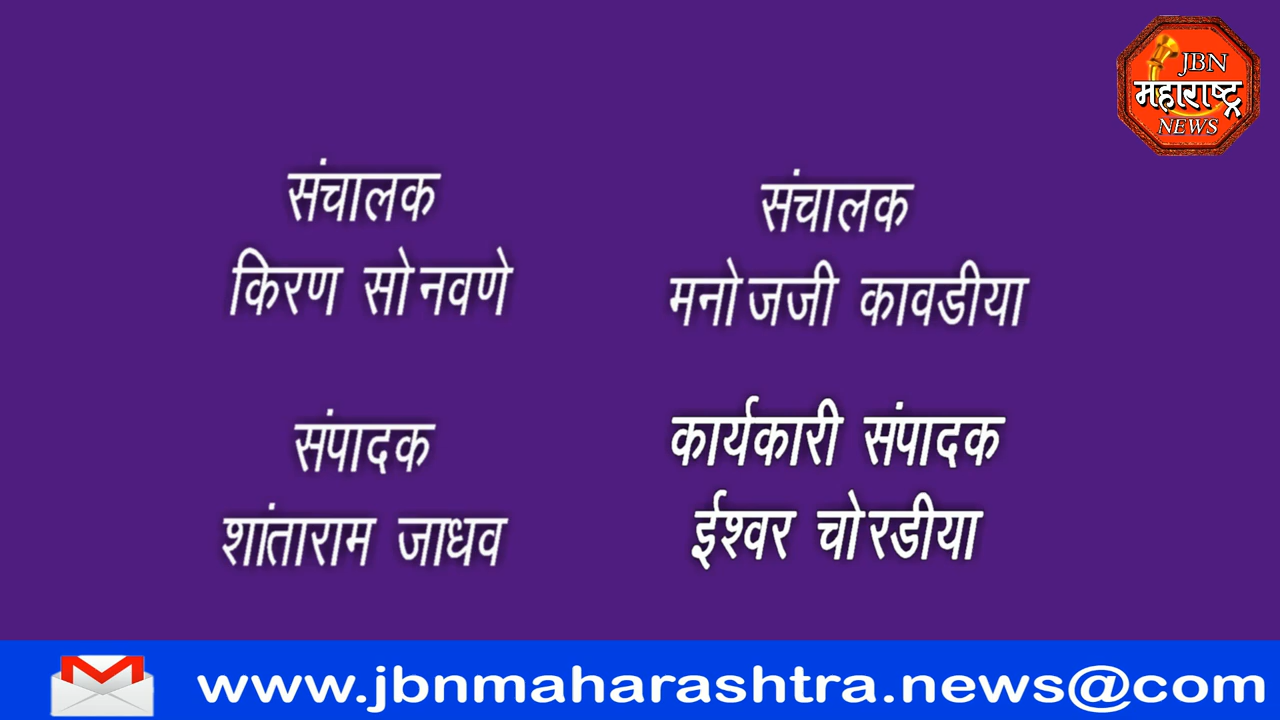 JBN
महाराष्ट्र
NEWS
संचालक
किरण सोनवणे
संचालक
मनोजजी कावडीया
संपादक
शांताराम जाधव
कार्यकारी संपादक
ईश्वर चोरडीया
www.jbnmaharashtra.news@com